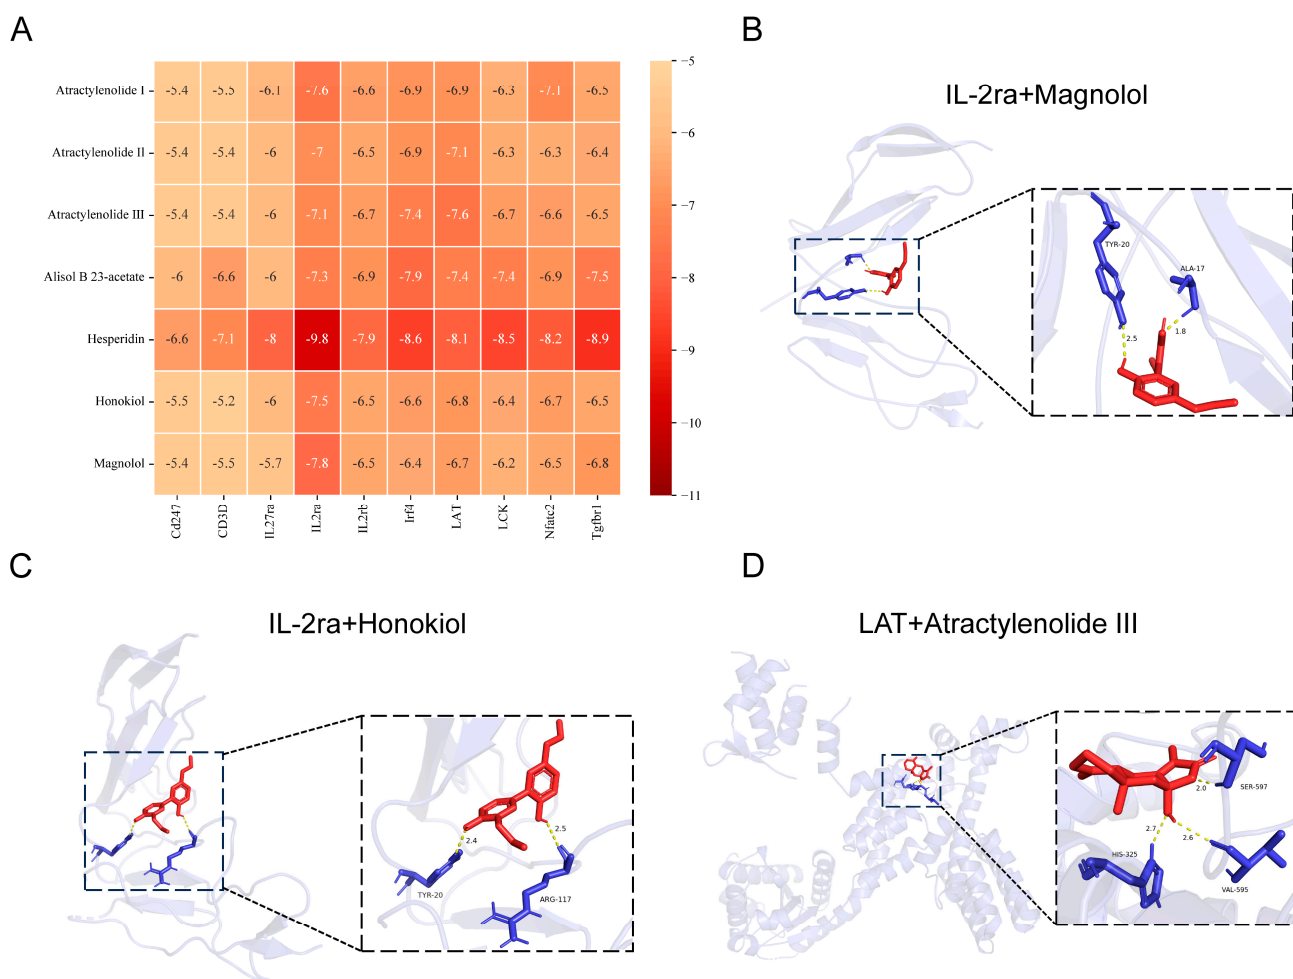 A
Atractylenolide I -5.4 -5.5 -6.1 -7.6 -6.6 -6.9 -6.9 -6.3 -7.1 -6.5
Atractylenolide II -5.4 -5.4 -6 -7 -6.5 -6.9 -7.1 -6.3 -6.3 -6.4
Atractylenolide III -5.4 -5.4 -6 -7.1 -6.7 -7.4 -7.6 -6.7 -6.6 -6.5
Alisol B 23-acetate -6 -6.6 -6 -7.3 -6.9 -7.9 -7.4 -7.4 -6.9 -7.5
Hesperidin -6.6 -7.1 -8 -9.8 -7.9 -8.6 -8.1 -8.5 -8.2 -8.9
Honokiol -5.5 -5.2 -6 -7.5 -6.5 -6.6 -6.8 -6.4 -6.7 -6.5
Magnolol -5.4 -5.5 -5.7 -7.8 -6.5 -6.4 -6.7 -6.2 -6.5 -6.8
Cd247 CD3D IL27ra IL2ra IL2rb Irf4 LAT LCK Nfatc2 Tgfbr1
-5
-6
-7
-8
-9
-10
-11
B
IL-2ra+Magnolol
TYR-20
ALA-17
2.5
1.8
C
IL-2ra+Honokiol
2.4
2.5
TYR-20
ARG-117
D
LAT+Atractylenolide III
2.0
SER-597
2.7
2.6
HIS-325
VAL-595